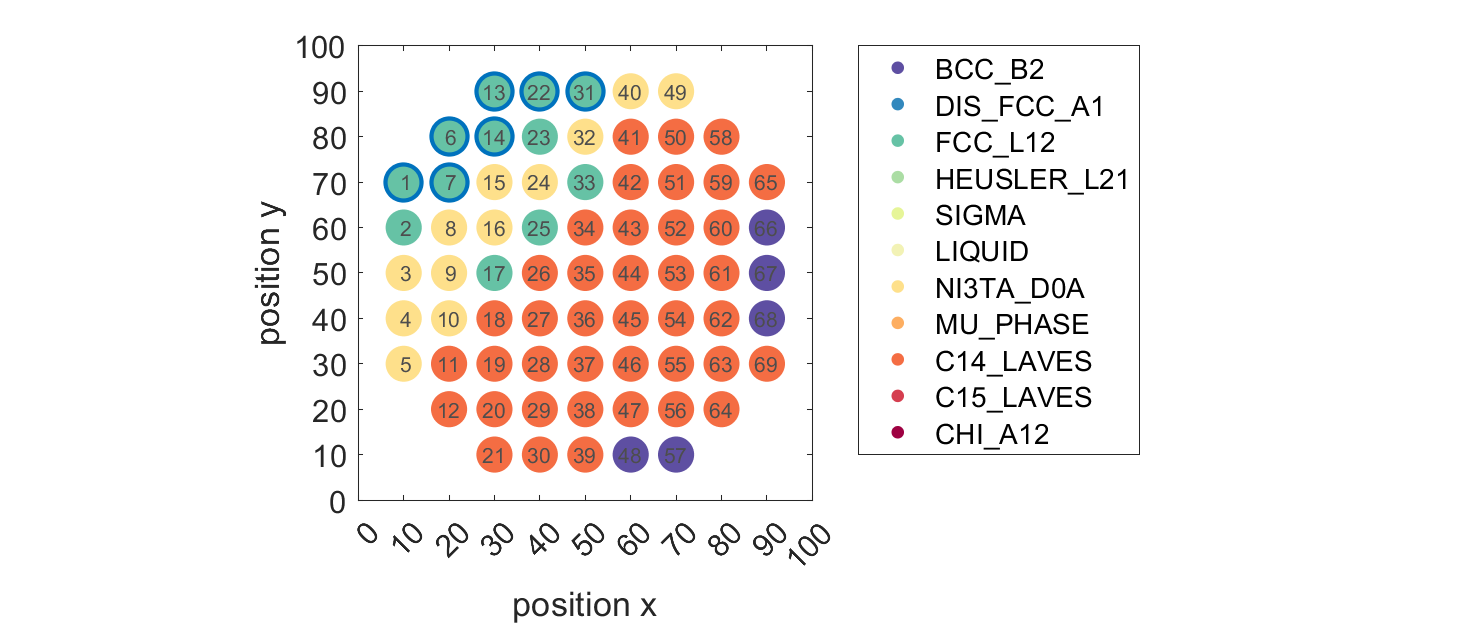 100
90
80
70
60
50
40
30
20
10
0
position y
13 22 31 40 49
6 14 23 32 41 50 58
1 7 15 24 33 42 51 59 65
2 8 16 25 34 43 52 60 66
3 9 17 26 35 44 53 61 67
4 10 18 27 36 45 54 62 68
5 11 19 28 37 46 55 63 69
12 20 29 38 47 56 64
21 30 39 48 57
0 10 20 30 40 50 60 70 80 90 100
position x
BCC_B2
DIS_FCC_A1
FCC_L12
HEUSLER_L21
SIGMA
LIQUID
NI3TA_D0A
MU_PHASE
C14_LAVES
C15_LAVES
CHI_A12